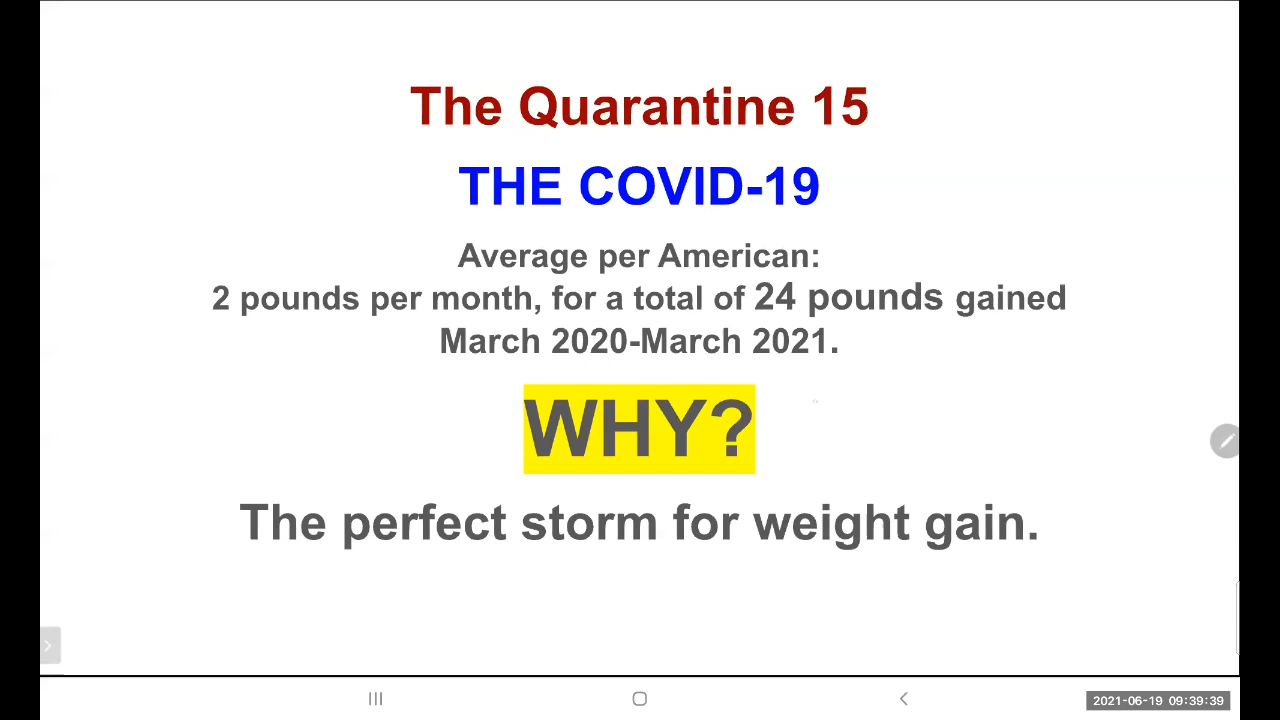 The Quarantine 15
THE COVID-19
Average per American:
2 pounds per month, for a total of 24 pounds gained
March 2020-March 2021.
WHY?
The perfect storm for weight gain.
2021-06-19 09:39:39